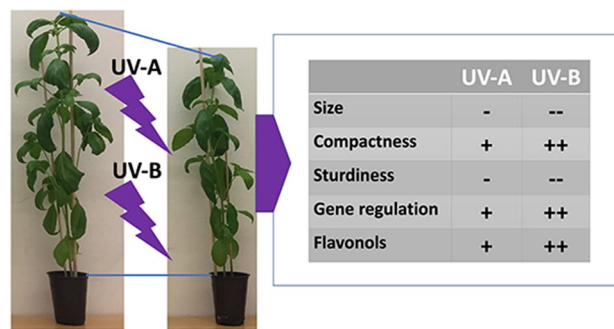 UV-A
UV-B
UV-A UV-B
Size - --
Compactness + ++
Sturdiness - --
Gene regulation + ++
Flavonols + ++